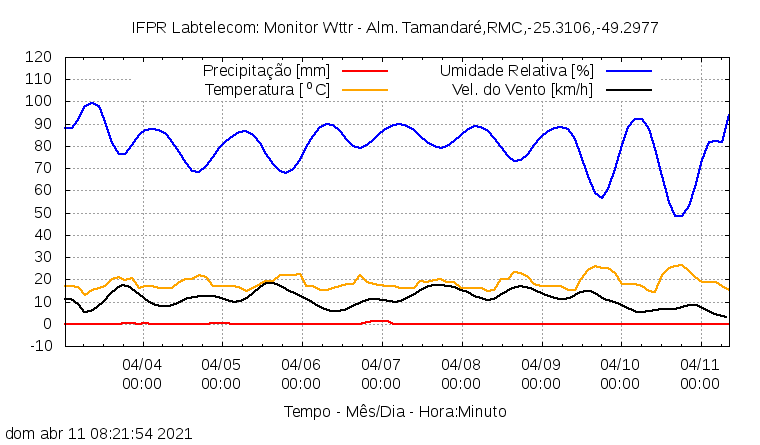 IFPR Labtelecom: Monitor Wttr - Alm. Tamandaré,RMC,-25.3106,-49.2977
120
110
100
90
80
70
60
50
40
30
20
10
0
-10
Precipitação [mm]
Temperatura [⁰C]
Umidade Relativa [%]
Vel. do Vento [km/h]
04/04 04/05 04/06 04/07 04/08 04/09 04/10 04/11
00:00 00:00 00:00 00:00 00:00 00:00 00:00 00:00
Tempo - Mês/Dia - Hora:Minuto
dom abr 11 08:21:54 2021